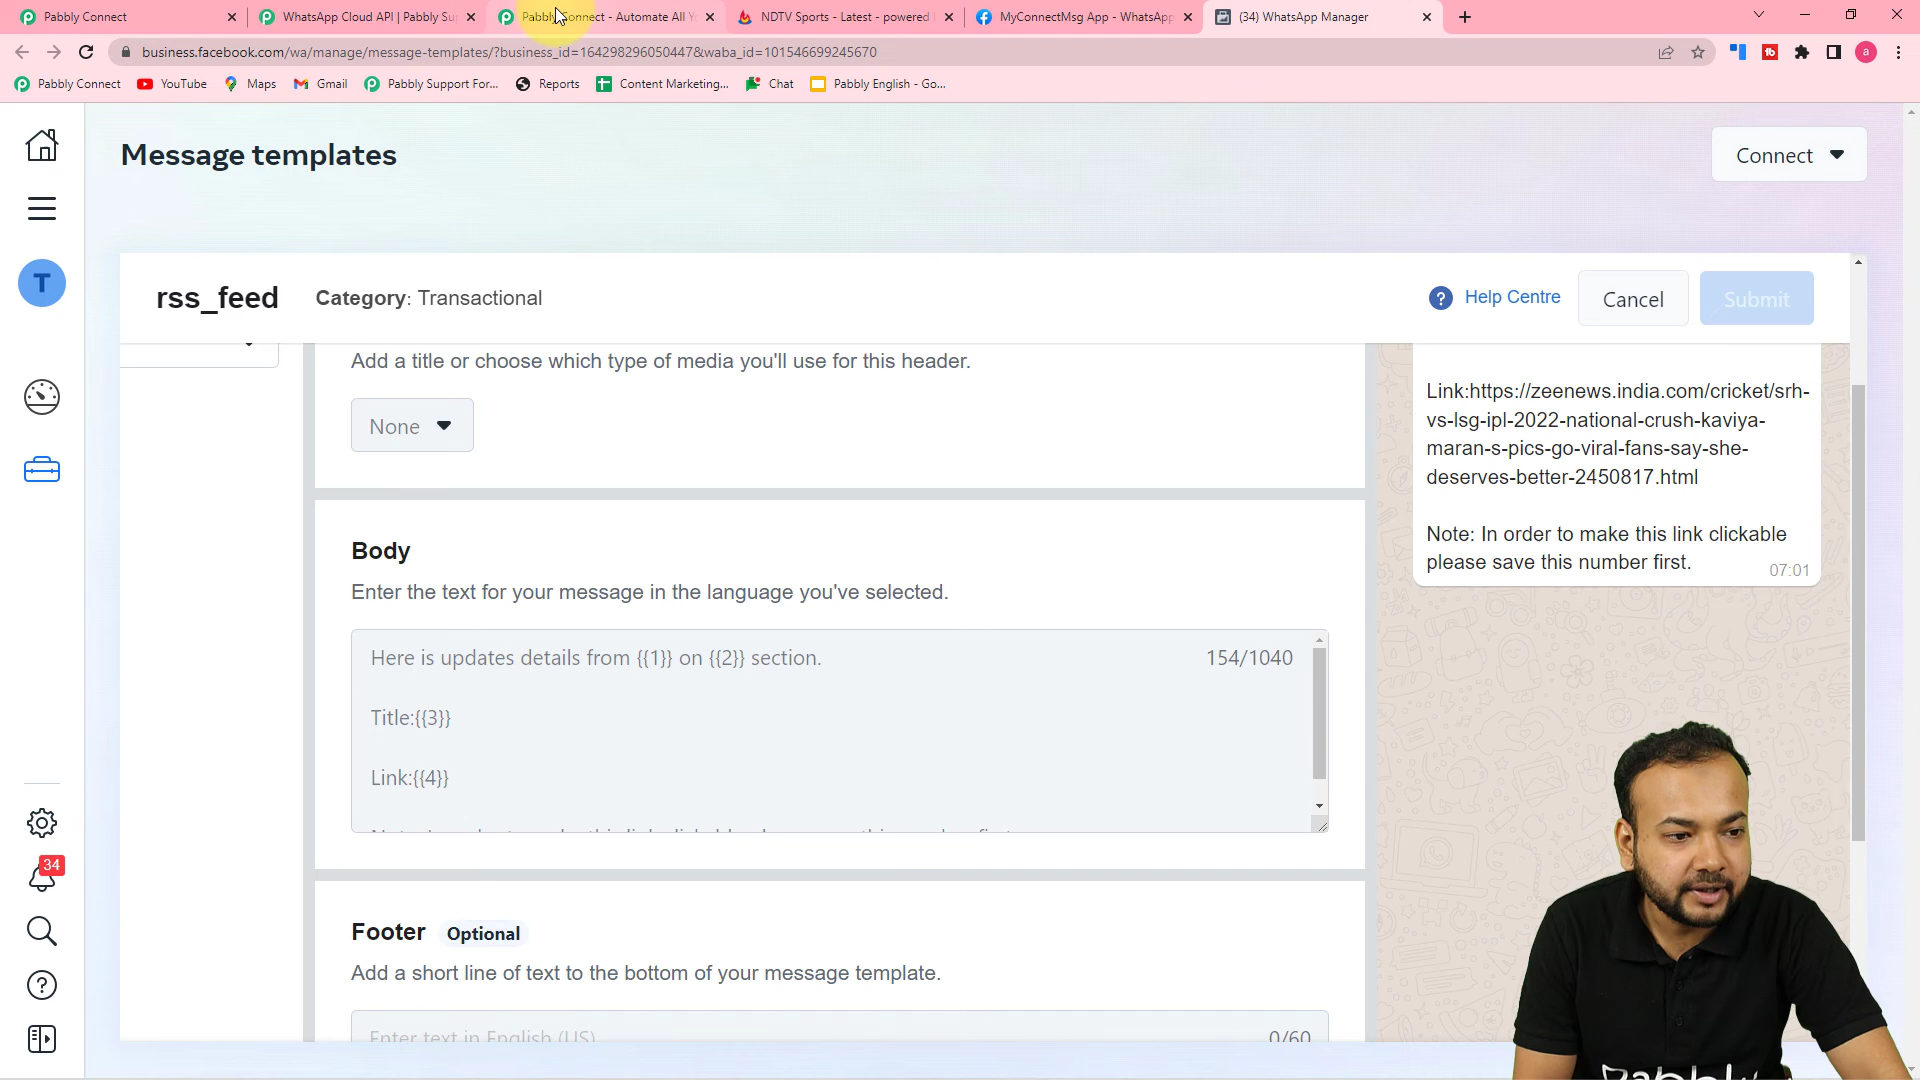 Pabbly Connect
WhatsApp Cloud API | Pabbly Su
Pabbly Connect - Automate All Y
NDTV Sports - Latest - powered
MyConnectMsg App - WhatsApp
(34) WhatsApp Manager
business.facebook.com/wa/manage/message-templates/?business_id=164298296050447&waba_id=101546699245670
Pabbly Connect
YouTube
Maps
Gmail
Pabbly Support For...
Reports
Content Marketing...
Chat
Pabbly English - Go...
Message templates
Connect
T
rss_feed
Category: Transactional
Help Centre
Cancel
Submit
Add a title or choose which type of media you'll use for this header.
None
Link:https://zeenews.india.com/cricket/srh-
vs-lsg-ipl-2022-national-crush-kaviya-
maran-s-pics-go-viral-fans-say-she-
deserves-better-2450817.html
Note: In order to make this link clickable
please save this number first.
07:01
Body
Enter the text for your message in the language you've selected.
Here is updates details from {{1}} on {{2}} section.
154/1040
Title:{{3}}
Link:{{4}}
34
Footer Optional
Add a short line of text to the bottom of your message template.
Enter text in English (US)
0/60